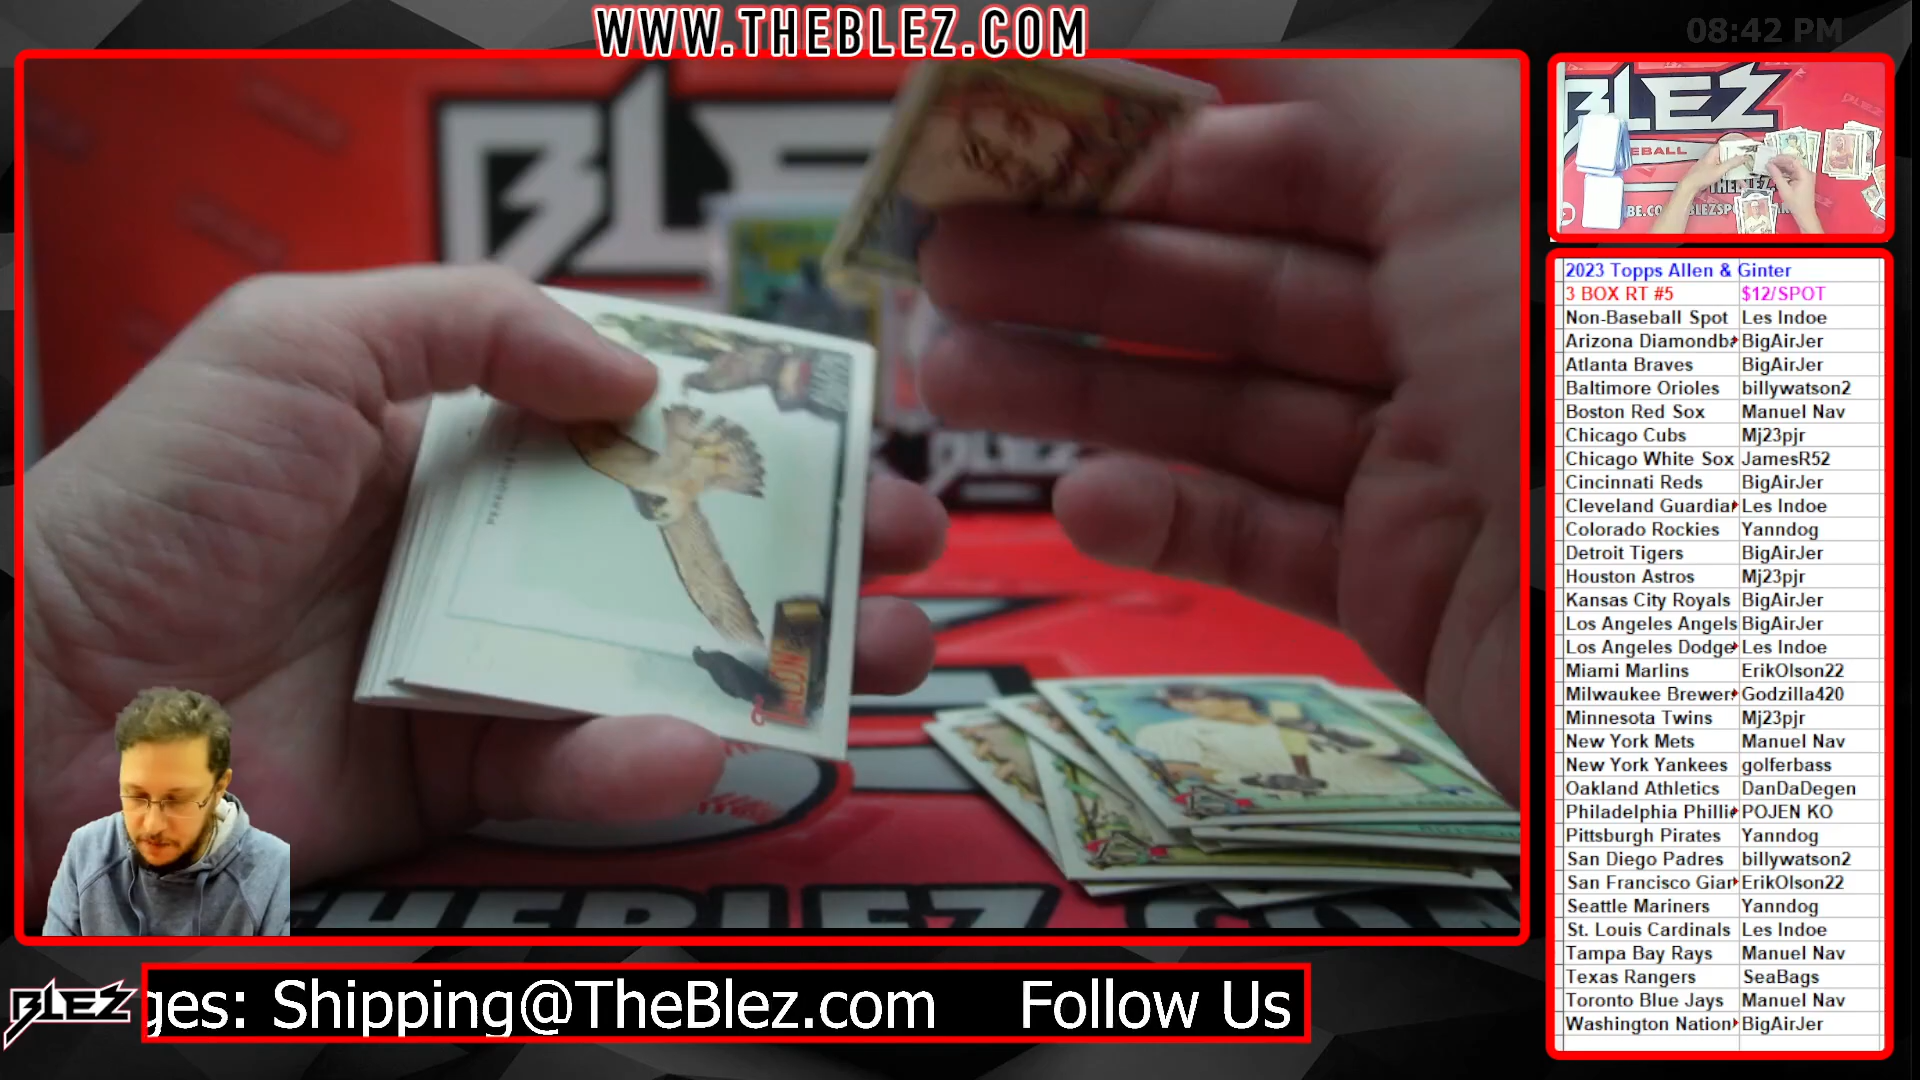 WWW.THEBLEZ.COM
08:42 PM
BLEZ
BLEZ
2023 Topps Allen & Ginter
3 BOX RT #5 $12/SPOT
Non-Baseball Spot Les Indoe
Arizona Diamondba BigAirJer
Atlanta Braves BigAirJer
Baltimore Orioles billywatson2
Boston Red Sox Manuel Nav
Chicago Cubs Mj23pjr
Chicago White Sox JamesR52
Cincinnati Reds BigAirJer
Cleveland Guardia Les Indoe
Colorado Rockies Yanndog
Detroit Tigers BigAirJer
Houston Astros Mj23pjr
Kansas City Royals BigAirJer
Los Angeles Angels BigAirJer
Los Angeles Dodge Les Indoe
Miami Marlins ErikOlson22
Milwaukee Brewer Godzilla420
Minnesota Twins Mj23pjr
New York Mets Manuel Nav
New York Yankees golferbass
Oakland Athletics DanDaDegen
Philadelphia Philli POJEN KO
Pittsburgh Pirates Yanndog
San Diego Padres billywatson2
San Francisco Gia ErikOlson22
Seattle Mariners Yanndog
St. Louis Cardinals Les Indoe
Tampa Bay Rays Manuel Nav
Texas Rangers SeaBags
Toronto Blue Jays Manuel Nav
Washington Nation BigAirJer
THEBLEZ.COM
BLEZ
ges: Shipping@TheBlez.com Follow Us